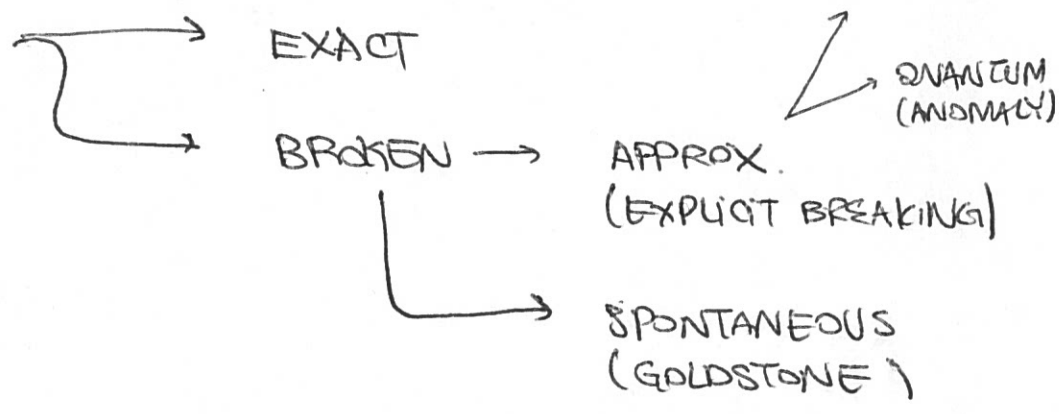 EXACT
QUANTUM
(ANOMALY)
BROKEN → APPROX.
(EXPLICIT BREAKING)
SPONTANEOUS
(GOLDSTONE)